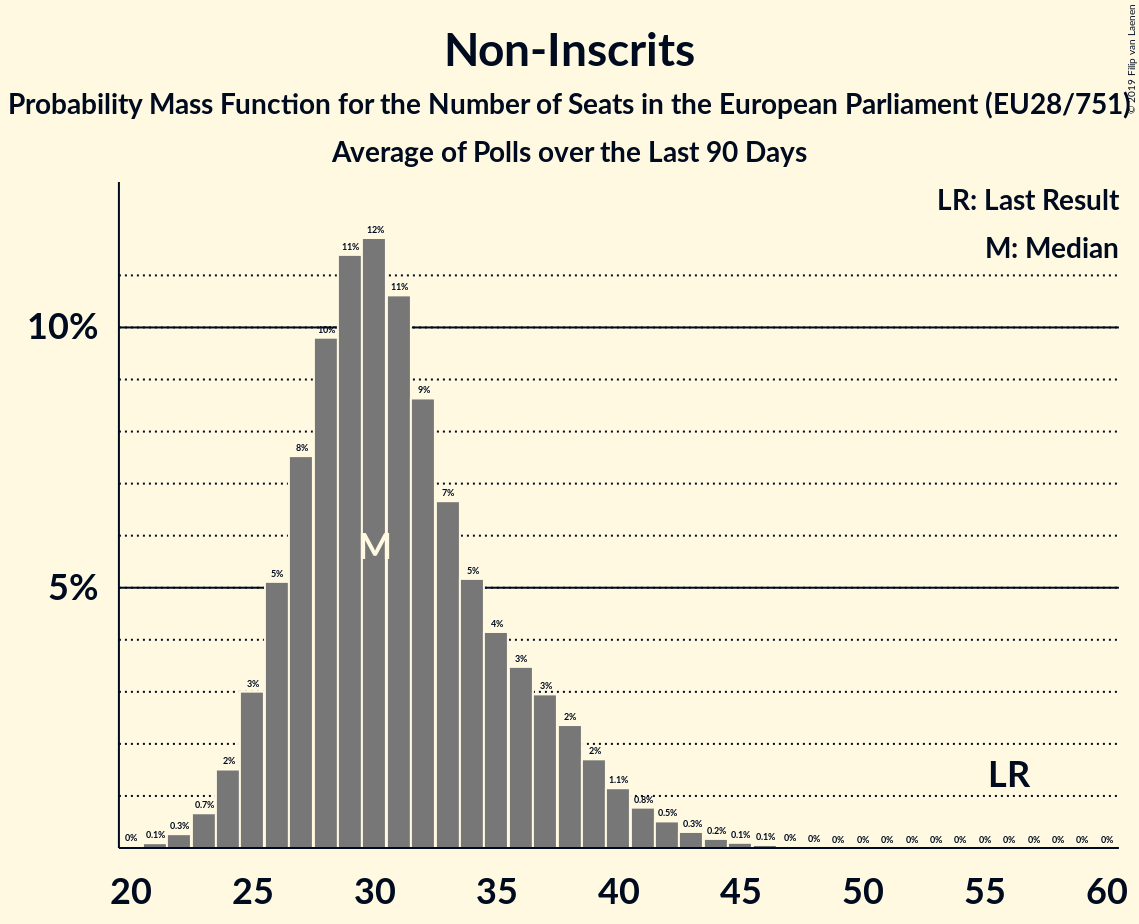 Non-Inscrits
Probability Mass Function for the Number of Seats in the European Parliament (EU28/751)
Average of Polls over the Last 90 Days
© 2019 Filip van Laenen
LR: Last Result
M: Median
10%
5%
0% 0.1% 0.3% 0.7% 2% 3% 5% 8% 10% 11% 12% 11% 9% 7% 5% 4% 3% 3% 2% 2% 1.1% 0.8% 0.5% 0.3% 0.2% 0.1% 0.1% 0% 0% 0% 0% 0% 0% 0% 0% 0% 0% 0% 0% 0% 0%
M
LR
20 25 30 35 40 45 50 55 60